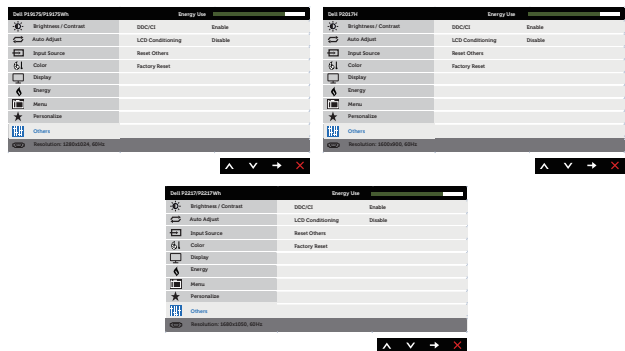 Dell P1917S/P1917SWh Energy Use
Brightness / Contrast DDC/CI Enable
Auto Adjust LCD Conditioning Disable
Input Source Reset Others
Color Factory Reset
Display
Energy
Menu
Personalize
Others
Resolution: 1280x1024, 60Hz
Dell P2017H Energy Use
Brightness / Contrast DDC/CI Enable
Auto Adjust LCD Conditioning Disable
Input Source Reset Others
Color Factory Reset
Display
Energy
Menu
Personalize
Others
Resolution: 1600x900, 60Hz
Dell P2217/P2217Wh Energy Use
Brightness / Contrast DDC/CI Enable
Auto Adjust LCD Conditioning Disable
Input Source Reset Others
Color Factory Reset
Display
Energy
Menu
Personalize
Others
Resolution: 1680x1050, 60Hz